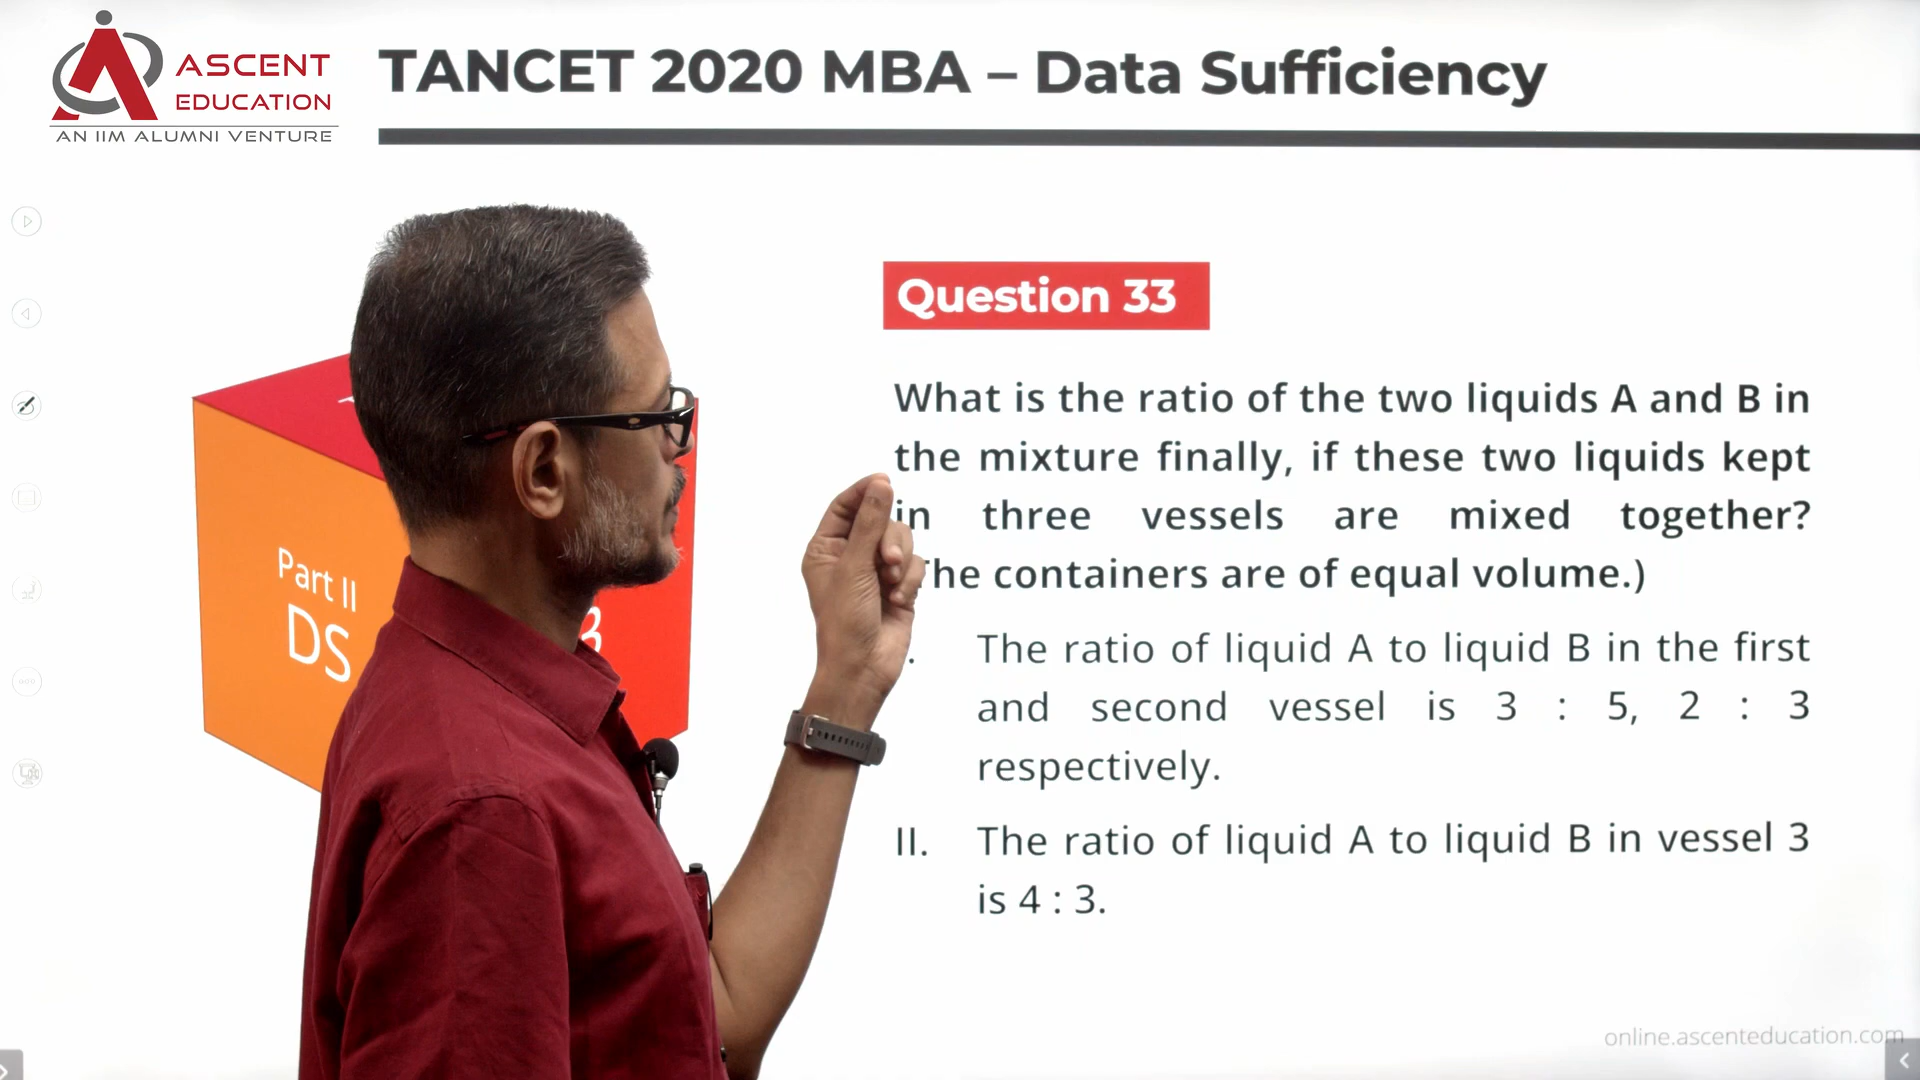 ASCENT
EDUCATION
AN IIM ALUMNI VENTURE
TANCET 2020 MBA – Data Sufficiency
Question 33
What is the ratio of the two liquids A and B in
the mixture finally, if these two liquids kept
in three vessels are mixed together?
The containers are of equal volume.)
. The ratio of liquid A to liquid B in the first
and second vessel is 3 : 5, 2 : 3
respectively.
II. The ratio of liquid A to liquid B in vessel 3
is 4 : 3.
Part II
DS
3
online.ascenteducation.com